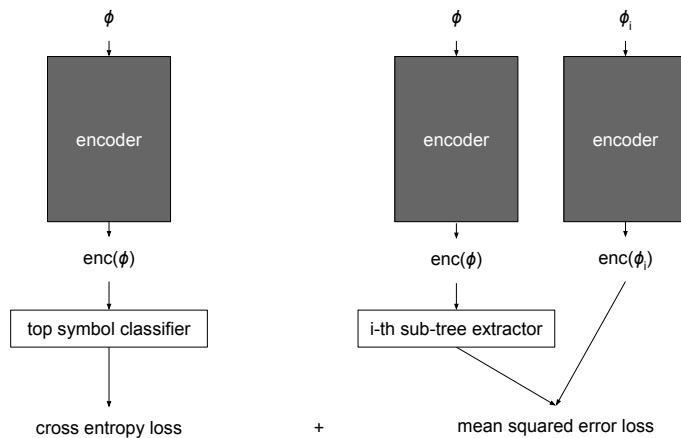 ϕ
ϕ
ϕᵢ
encoder
encoder
encoder
enc(ϕ)
enc(ϕ)
enc(ϕᵢ)
top symbol classifier
i-th sub-tree extractor
cross entropy loss
+
mean squared error loss